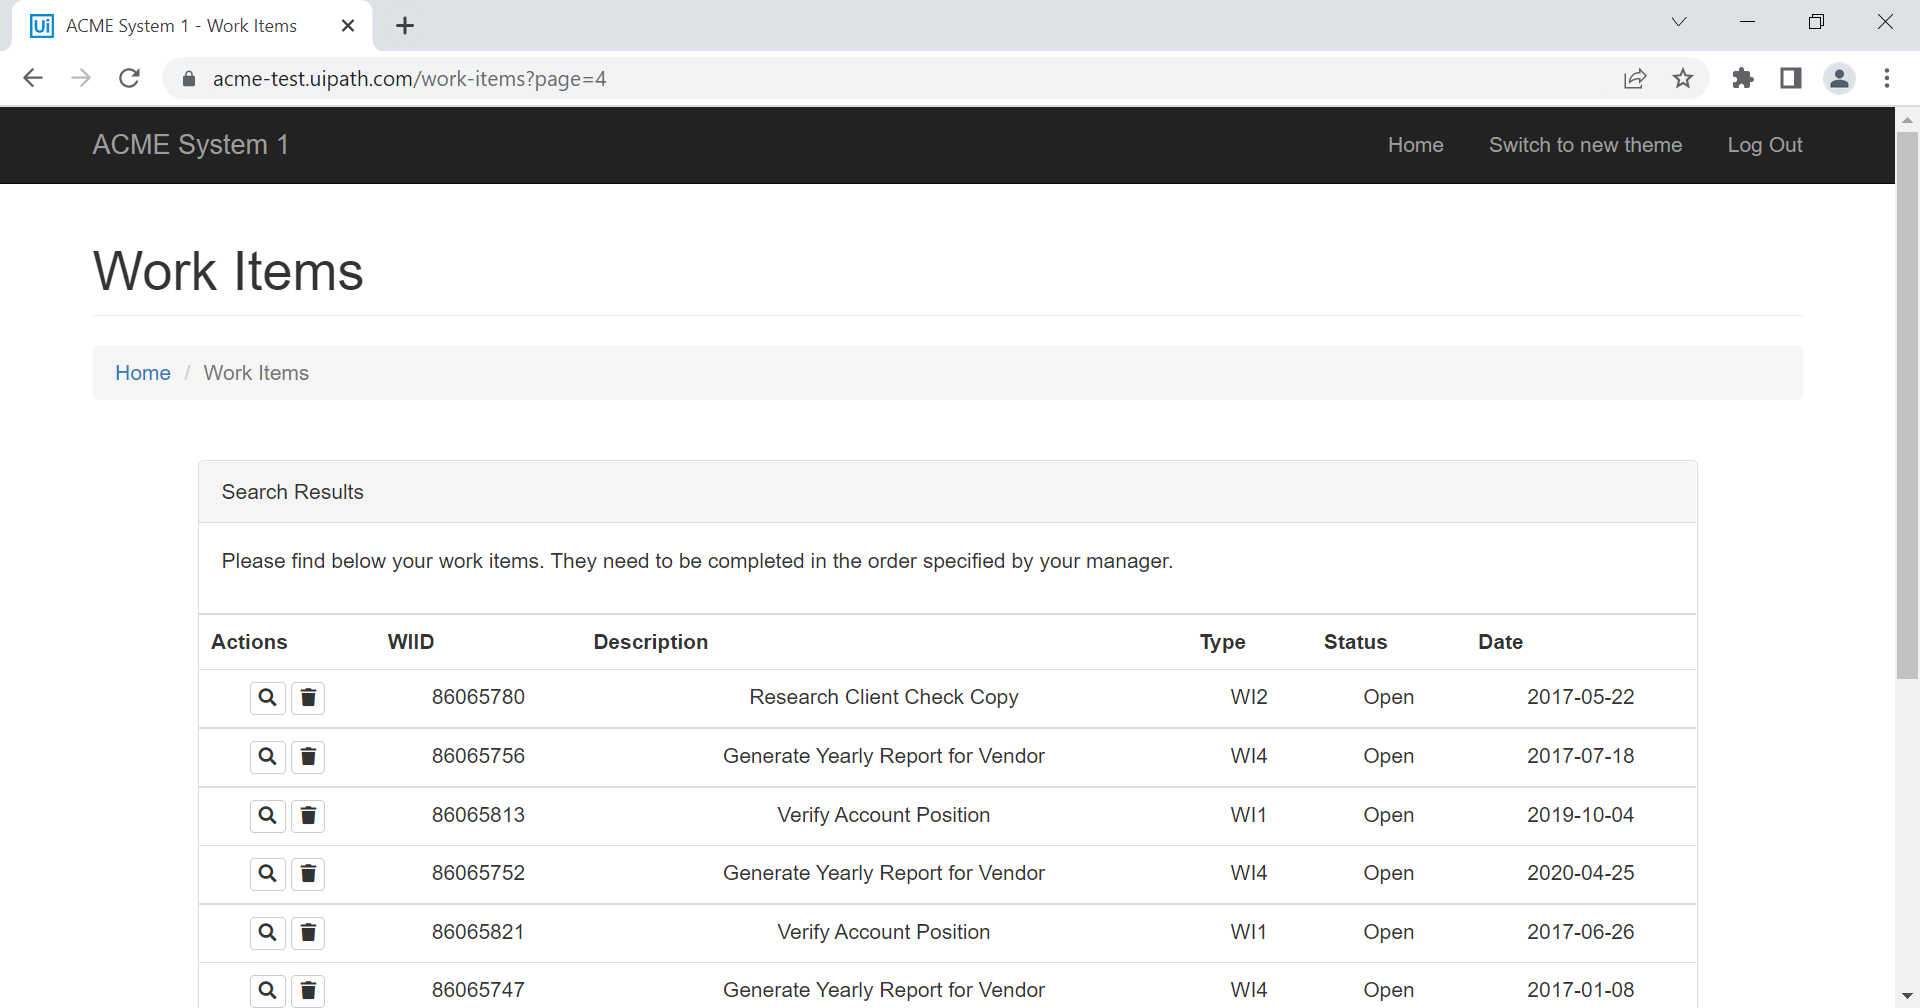 ACME System 1 - Work Items
acme-test.uipath.com/work-items?page=4
ACME System 1
Home
Switch to new theme
Log Out
Work Items
Home / Work Items
Search Results
Please find below your work items. They need to be completed in the order specified by your manager.
Actions WIID Description Type Status Date
86065780 Research Client Check Copy WI2 Open 2017-05-22
86065756 Generate Yearly Report for Vendor WI4 Open 2017-07-18
86065813 Verify Account Position WI1 Open 2019-10-04
86065752 Generate Yearly Report for Vendor WI4 Open 2020-04-25
86065821 Verify Account Position WI1 Open 2017-06-26
86065747 Generate Yearly Report for Vendor WI4 Open 2017-01-08